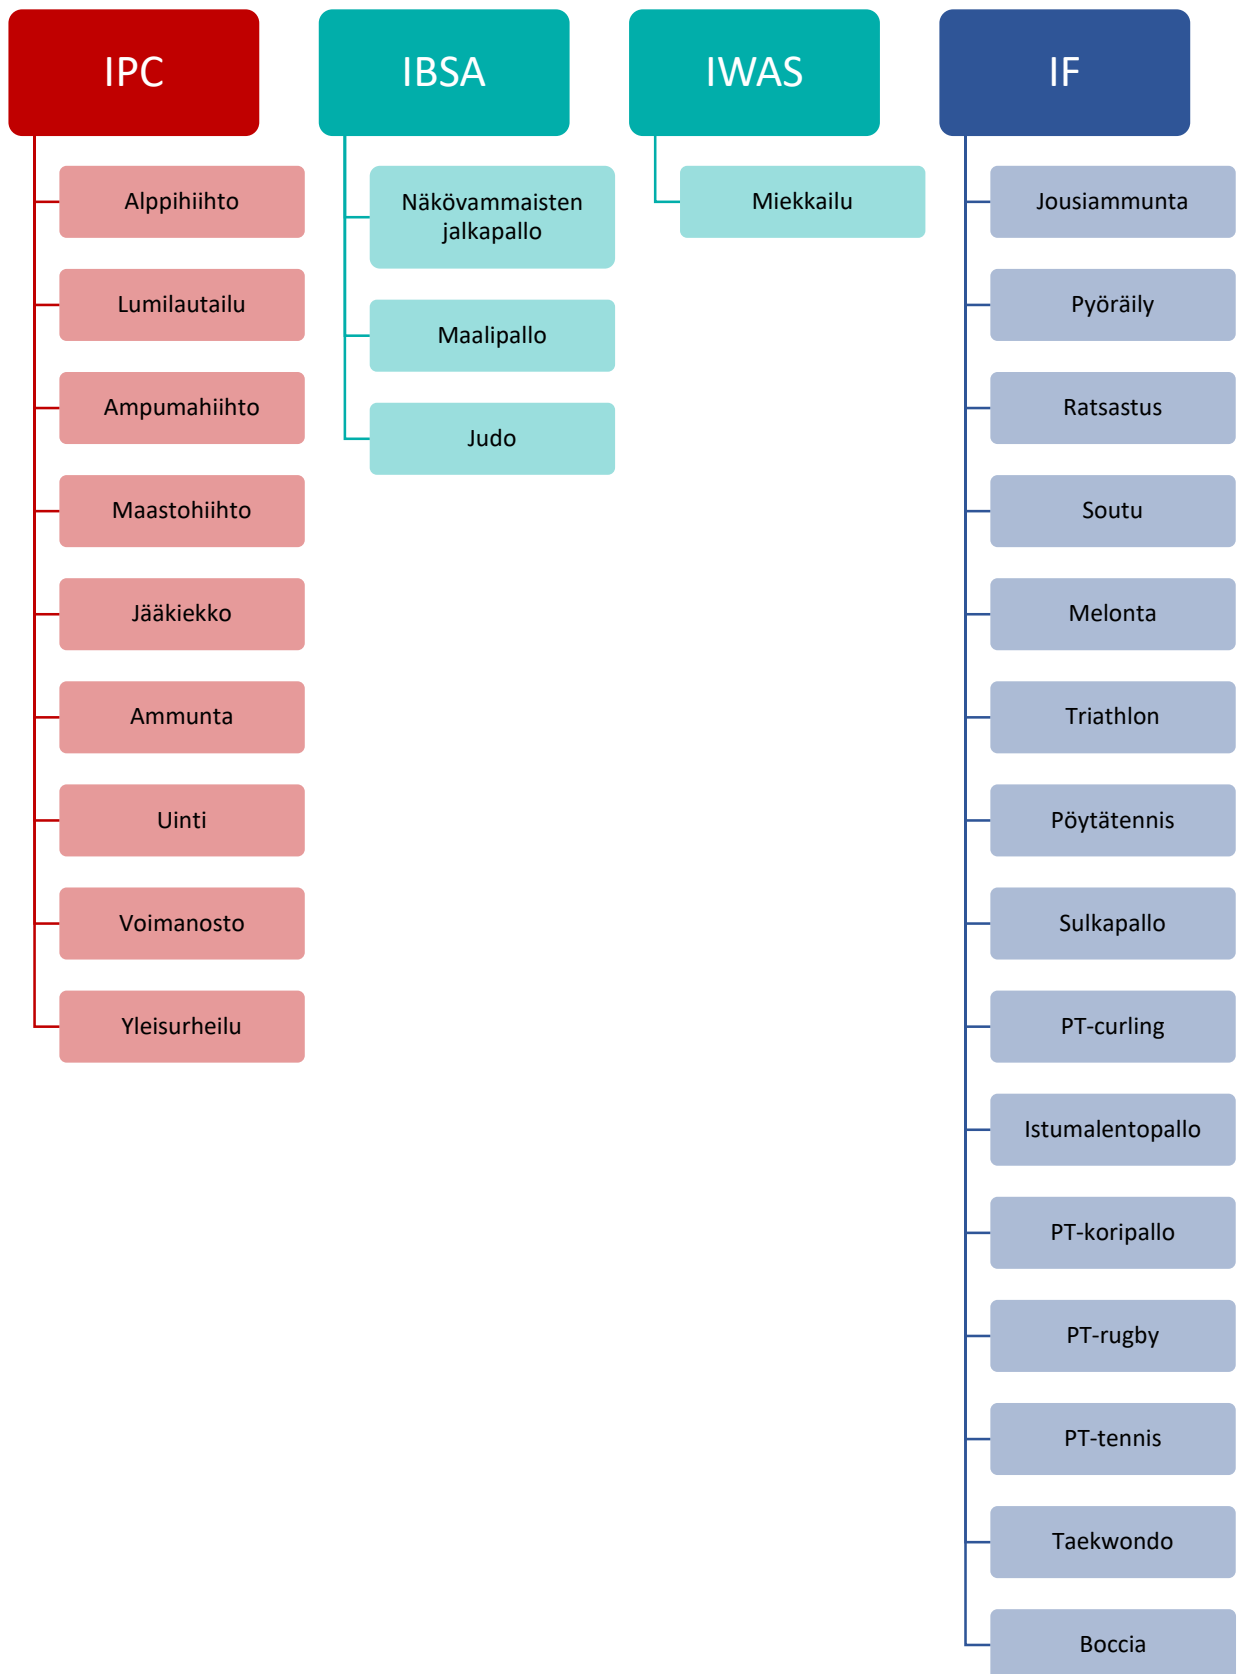 IPC
Alppihiihto
Lumilautailu
Ampumahiihto
Maastohiihto
Jääkiekko
Ammunta
Uinti
Voimanosto
Yleisurheilu
IBSA
Näkövammaisten
jalkapallo
Maalipallo
Judo
IWAS
Miekkailu
IF
Jousiammunta
Pyöräily
Ratsastus
Soutu
Melonta
Triathlon
Pöytätennis
Sulkapallo
PT-curling
Istumalentopallo
PT-koripallo
PT-rugby
PT-tennis
Taekwondo
Boccia